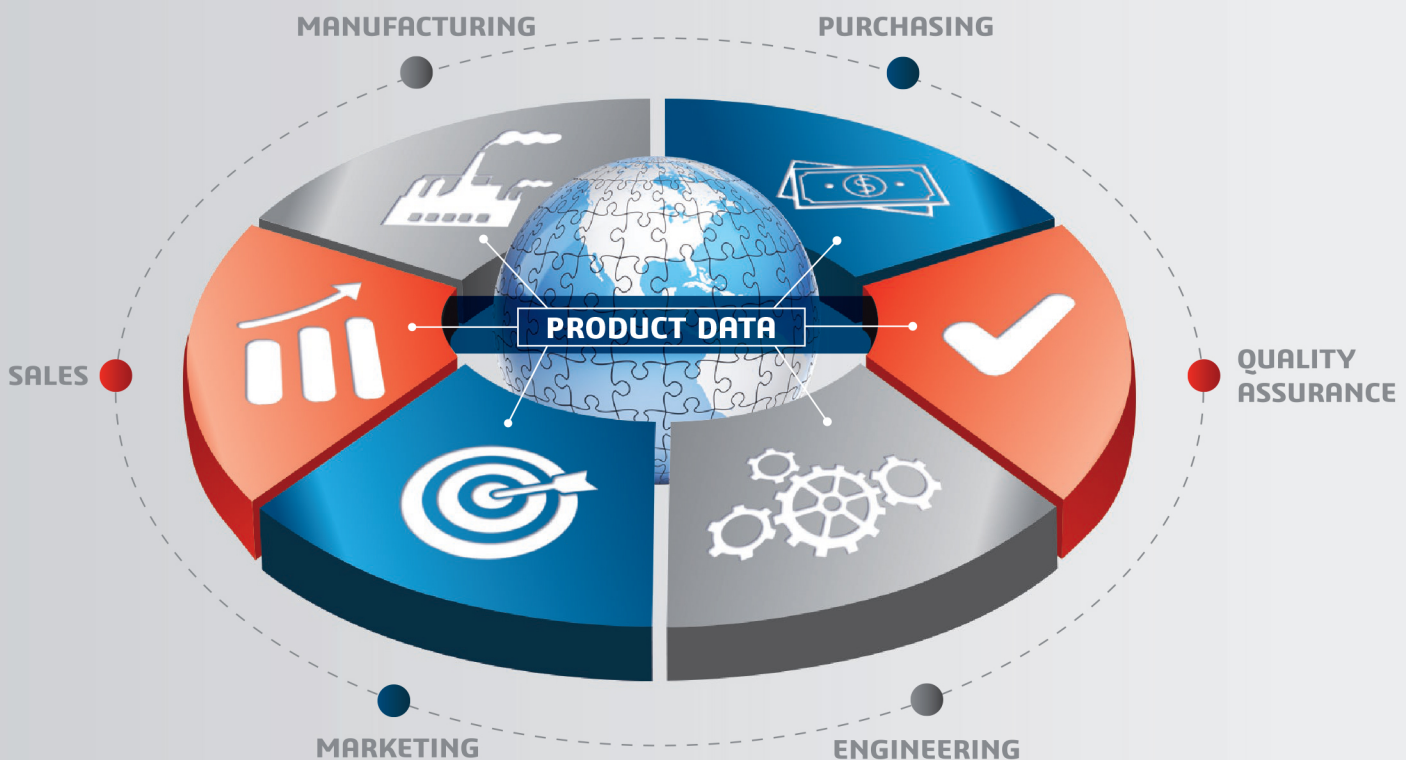 MANUFACTURING
PURCHASING
PRODUCT DATA
SALES
QUALITY
ASSURANCE
MARKETING
ENGINEERING